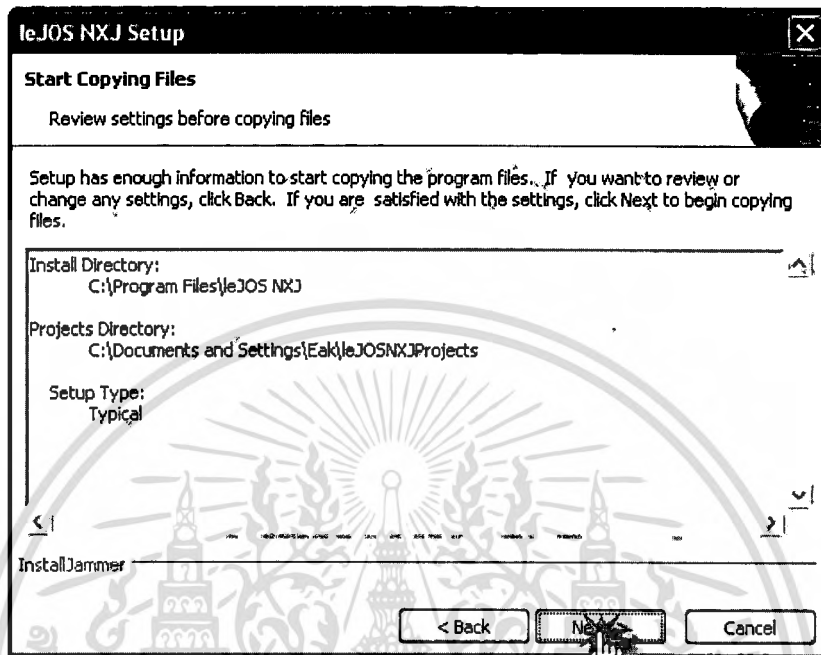 leJOS NXJ Setup
Start Copying Files
Review settings before copying files
Setup has enough information to start copying the program files. If you want to review or
change any settings, click Back. If you are satisfied with the settings, click Next to begin copying
files.
Install Directory:
C:\Program Files\leJOS NXJ
Projects Directory:
C:\Documents and Settings\Eak\leJOSNXJProjects
Setup Type:
Typical
InstallJammer
< Back
Cancel